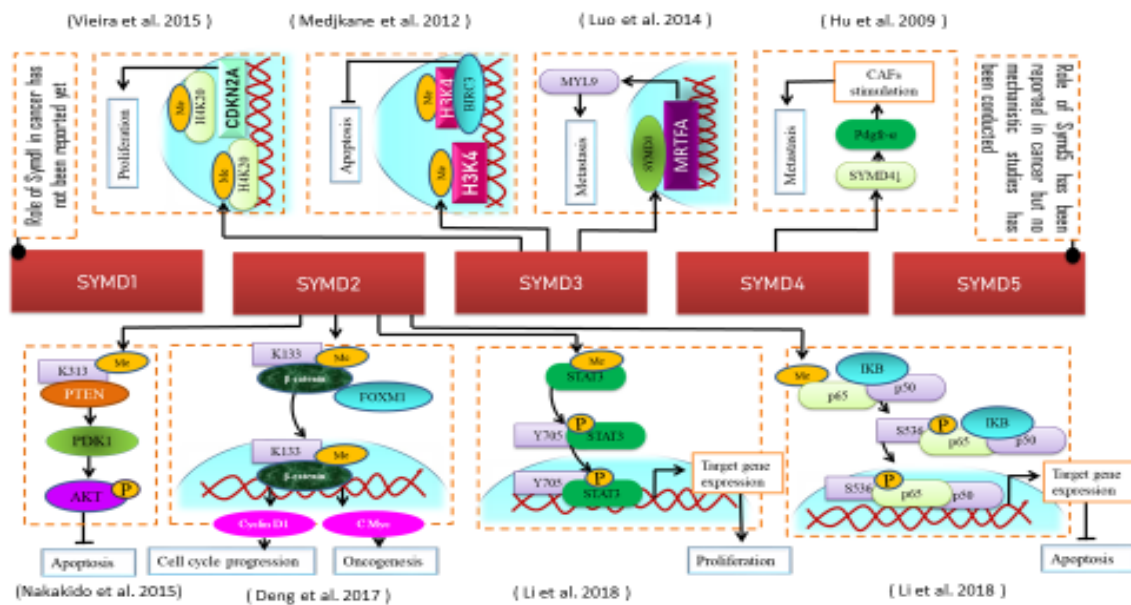 (Vieira et al. 2015)
( Medjkane et al. 2012)
( Luo et al. 2014)
( Hu et al. 2009)
Role of Symd1 in cancer has
not been reported yet
Proliferation
Me
H4K20
CDKN2A
Me
H4K20
Apoptosis
Me
H3K4
BIRC3
Me
H3K4
MYL9
Metastasis
SYMD3
MRTFA
CAFs
stimulation
Metastasis
Pdgfr-α
SYMD4↓
Role of Symd5 has been
reported in cancer but no
mechanistic studies has
been conducted
SYMD1
SYMD2
SYMD3
SYMD4
SYMD5
K313
Me
PTEN
PDK1
AKT
P
Apoptosis
(Nakakido et al. 2015)
K133
Me
β-catenin
FOXM1
K133
Me
β-catenin
Cyclin D1
C Myc
Cell cycle progression
Oncogenesis
( Deng et al. 2017)
Me
STAT3
Y705
P
STAT3
Y705
P
STAT3
Target gene
expression
Proliferation
( Li et al. 2018)
Me
IKB
p65
p50
S536
P
IKB
p65
p50
S536
P
p65
p50
Target gene
expression
Apoptosis
( Li et al. 2018)